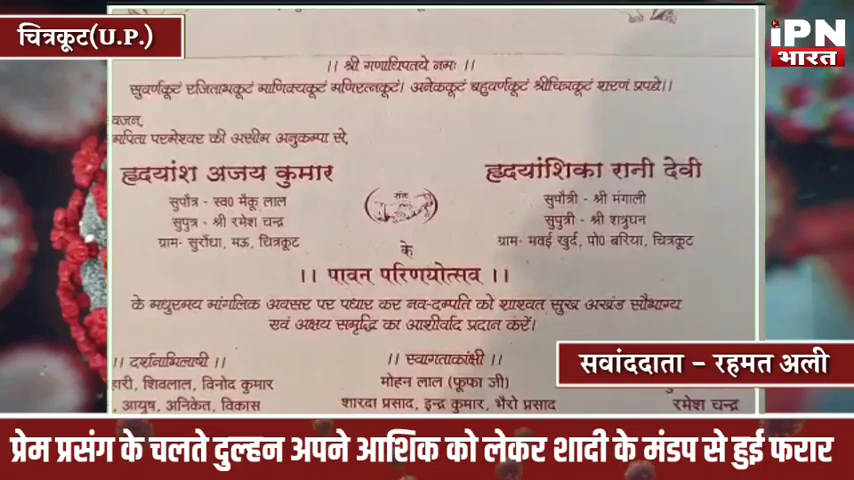 चित्रकूट(U.P.)
iPN
भारत
।। श्री गणाधिपतये नमः ।।
सुवर्णकूटं रजिताभकूटं माणिक्यकूटं मणिरत्नकूटं। अनेककूटं बहुवर्णकूटं श्रीचित्रकूटं शरणं प्रपद्ये।।
वजन,
मपिता परमेश्वर की असीम अनुकम्पा से,
हृदयांश अजय कुमार
हृदयांशिका रानी देवी
सुपौत्र - स्व0 मैकू लाल
सुपौत्री - श्री मंगाली
सुपुत्र - श्री रमेश चन्द्र
सुपुत्री - श्री शत्रुघन
ग्राम- सुरौंधा, मऊ, चित्रकूट
संग
ग्राम- मवई खुर्द, पो0 बरिया, चित्रकूट
के
।। पावन परिणयोत्सव ।।
के मधुरमय मांगलिक अवसर पर पधार कर नव-दम्पति को शाश्वत सुख अखंड सौभाग्य
एवं अक्षय समृद्धि का आशीर्वाद प्रदान करें।
।। दर्शनाभिलाषी ।।
।। स्वागताकांक्षी ।।
हारी, शिवलाल, विनोद कुमार
मोहन लाल (फूफा जी)
, आयुष, अनिकेत, विकास
शारदा प्रसाद, इन्द्र कुमार, भैरो प्रसाद
रमेश चन्द्र
सवांददाता – रहमत अली
प्रेम प्रसंग के चलते दुल्हन अपने आशिक को लेकर शादी के मंडप से हुई फरार